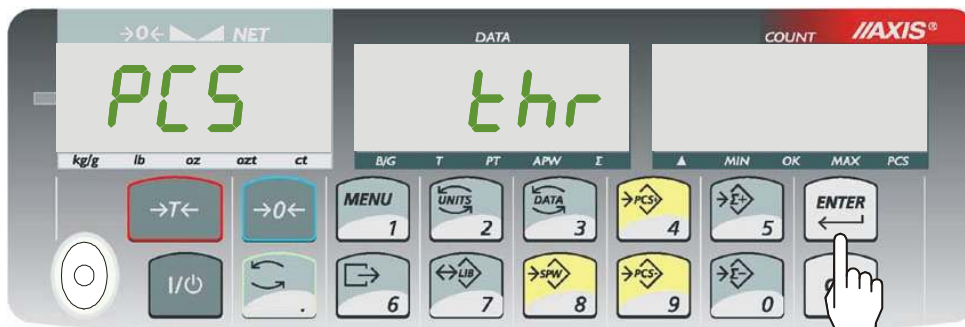 →0← NET
DATA
COUNT
//AXIS®
PCS
thr
kg/g lb oz ozt ct
B/G T PT APW Σ
▲ MIN OK MAX PCS
→T←
→0←
MENU 1
UNITS 2
DATA 3
→PCS 4
→Σ+ 5
ENTER
I/⏻
.
6
↔LIB 7
→SPW 8
→PCS- 9
→Σ- 0